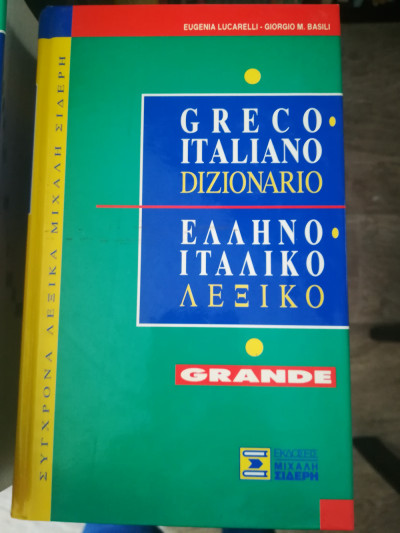 EUGENIA LUCARELLI - GIORGIO M. BASILI
GRECO·
ITALIANO
DIZIONARIO
ΕΛΛΗΝΟ·
ΙΤΑΛΙΚΟ
ΛΕΞΙΚΟ
GRANDE
ΕΚΔΟΣΕΙΣ
ΜΙΧΑΛΗ
ΣΙΔΕΡΗ
ΣΥΓΧΡΟΝΑ ΛΕΞΙΚΑ ΜΙΧΑΛΗ ΣΙΔΕΡΗ